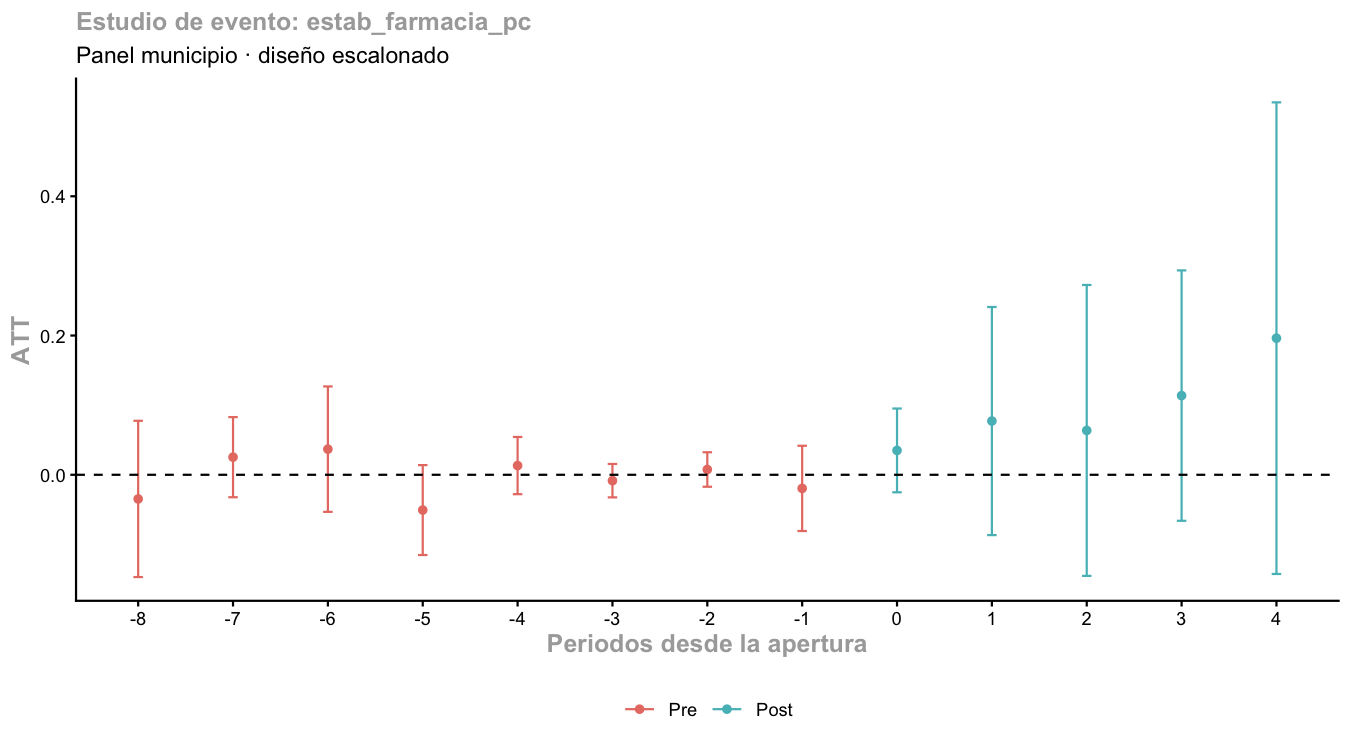 Estudio de evento: estab_farmacia_pc
Panel municipio · diseño escalonado
ATT
0.4
0.2
0.0
-8 -7 -6 -5 -4 -3 -2 -1 0 1 2 3 4
Periodos desde la apertura
Pre Post